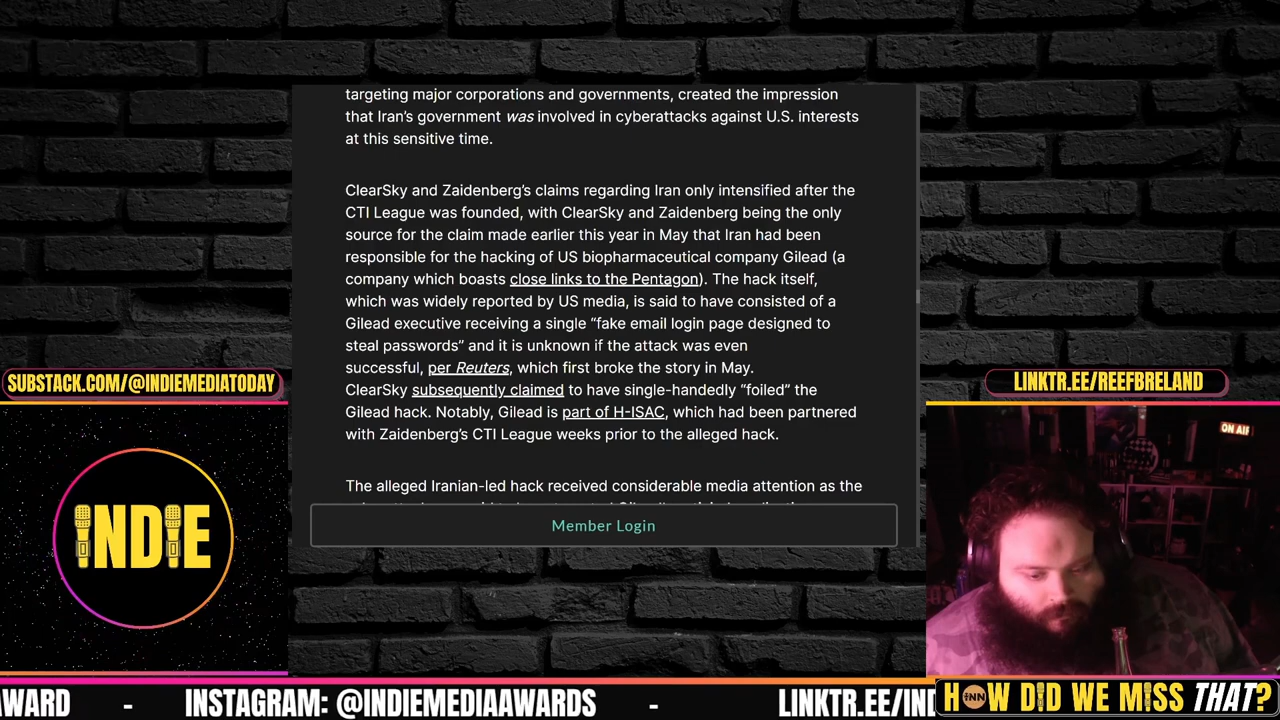 targeting major corporations and governments, created the impression
that Iran’s government was involved in cyberattacks against U.S. interests
at this sensitive time.
ClearSky and Zaidenberg’s claims regarding Iran only intensified after the
CTI League was founded, with ClearSky and Zaidenberg being the only
source for the claim made earlier this year in May that Iran had been
responsible for the hacking of US biopharmaceutical company Gilead (a
company which boasts close links to the Pentagon). The hack itself,
which was widely reported by US media, is said to have consisted of a
Gilead executive receiving a single “fake email login page designed to
steal passwords” and it is unknown if the attack was even
successful, per Reuters, which first broke the story in May.
ClearSky subsequently claimed to have single-handedly “foiled” the
Gilead hack. Notably, Gilead is part of H-ISAC, which had been partnered
with Zaidenberg’s CTI League weeks prior to the alleged hack.
The alleged Iranian-led hack received considerable media attention as the
Member Login
SUBSTACK.COM/@INDIEMEDIATODAY
LINKTR.EE/REEFBRELAND
INDIE
ON AIR
AWARD - INSTAGRAM: @INDIEMEDIAAWARDS - LINKTR.EE/IN
HOW DID WE MISS THAT?
INN